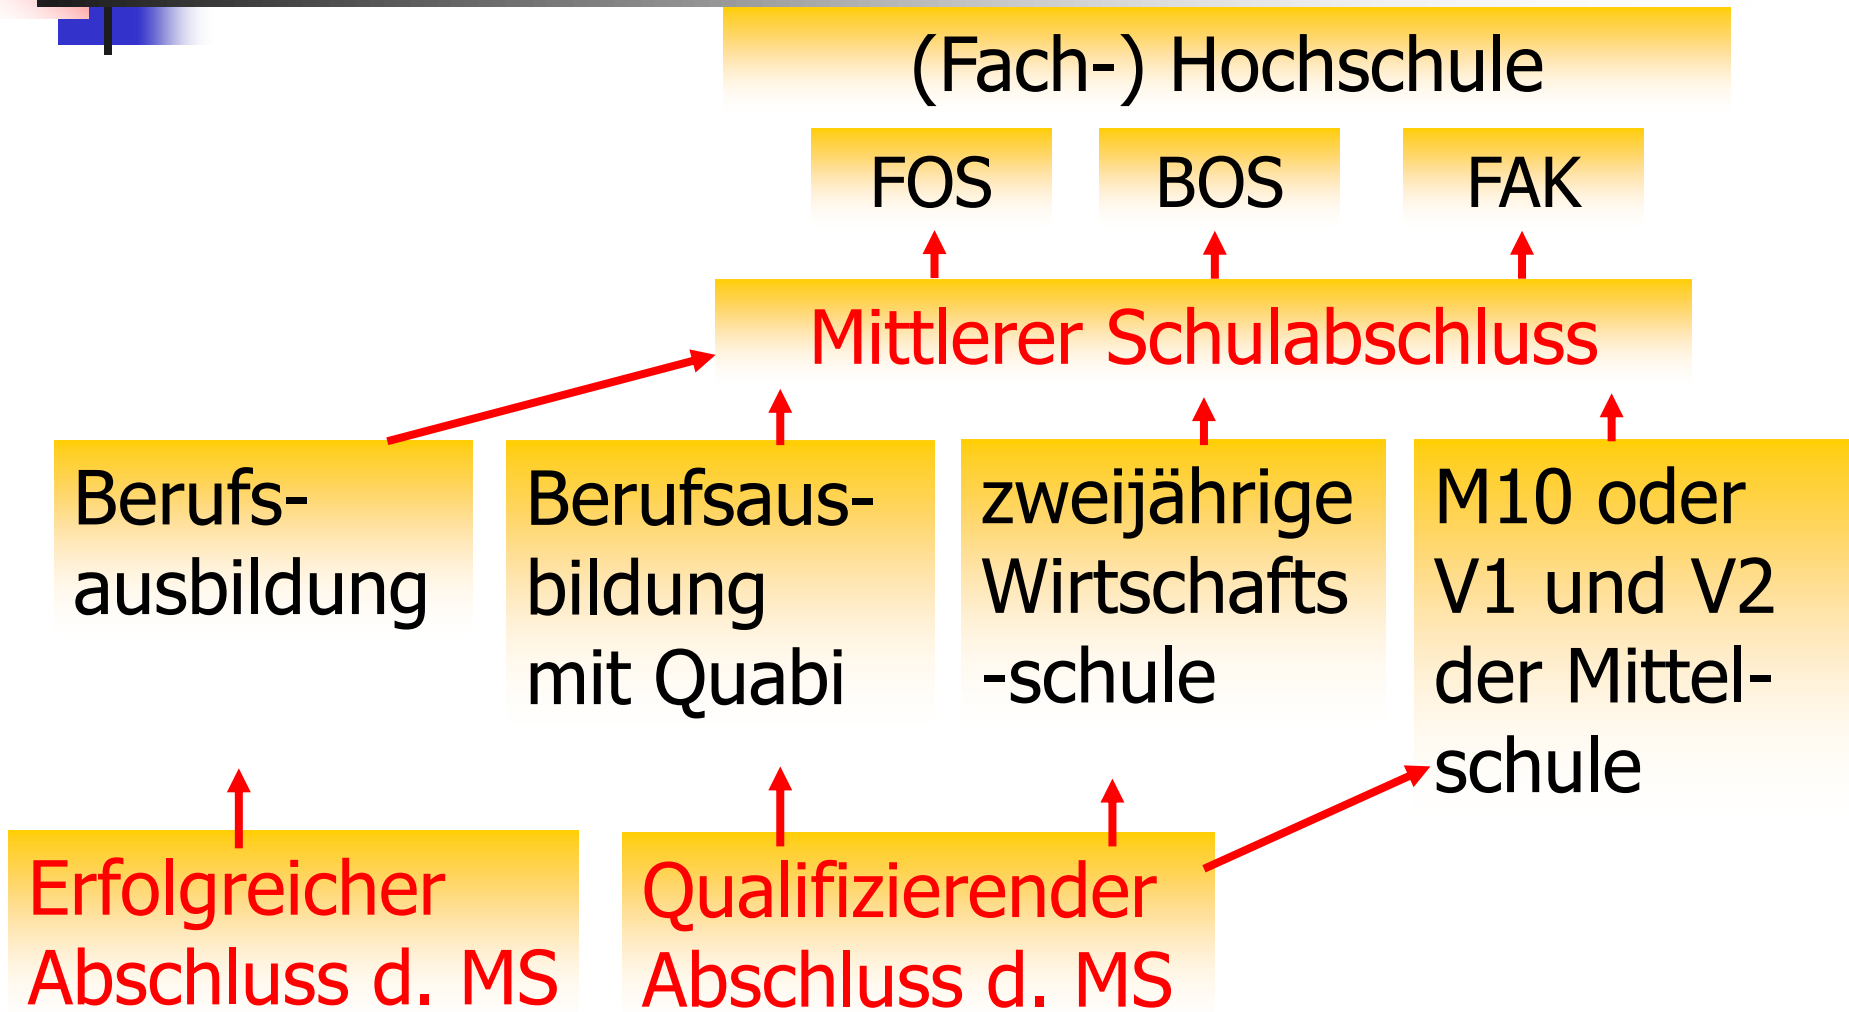 (Fach-) Hochschule
FOS
BOS
FAK
Mittlerer Schulabschluss
Berufs-
ausbildung
Berufsaus-
bildung
mit Quabi
zweijährige
Wirtschafts
-schule
M10 oder
V1 und V2
der Mittel-
schule
Erfolgreicher
Abschluss d. MS
Qualifizierender
Abschluss d. MS